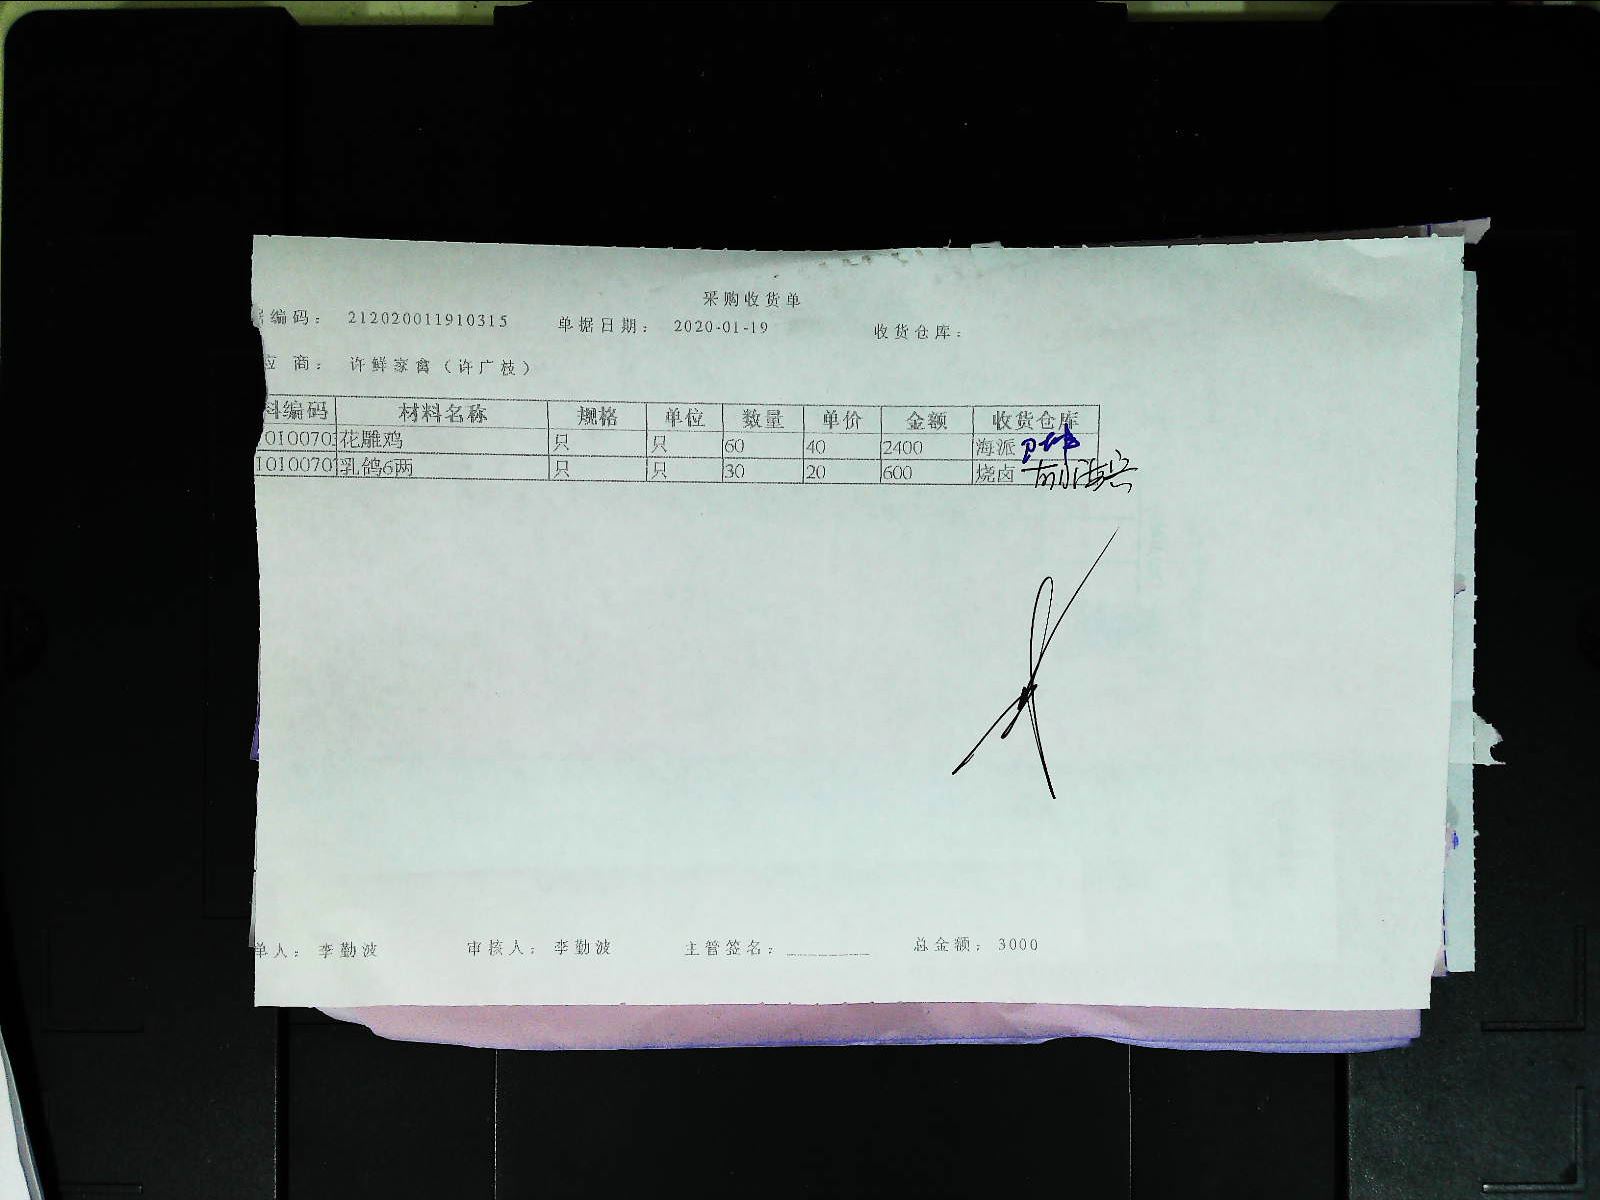 采购收货单
编码： 212020011910315 单据日期： 2020-01-19 收货仓库：
应 商： 许鲜家禽（许广枝）
料编码 材料名称 规格 单位 数量 单价 金额 收货仓库
0100703 花雕鸡 只 只 60 40 2400 海派
1010070 乳鸽6两 只 只 30 20 600 烧卤
单人： 李勤波 审核人： 李勤波 主管签名：________ 总金额： 3000